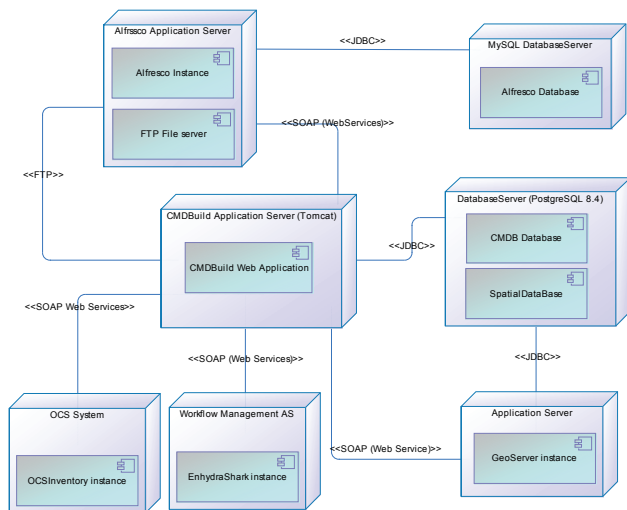 Alfrssco Application Server
Alfresco Instance
FTP File server
<<JDBC>>
MySQL DatabaseServer
Alfresco Database
<<SOAP (WebServices)>>
<<FTP>>
CMDBuild Application Server (Tomcat)
CMDBuild Web Application
<<JDBC>>
DatabaseServer (PostgreSQL 8.4)
CMDB Database
SpatialDataBase
<<SOAP Web Services>>
<<SOAP (Web Services)>>
<<JDBC>>
OCS System
OCSInventory instance
Workflow Management AS
EnhydraShark instance
<<SOAP (Web Service)>>
Application Server
GeoServer instance